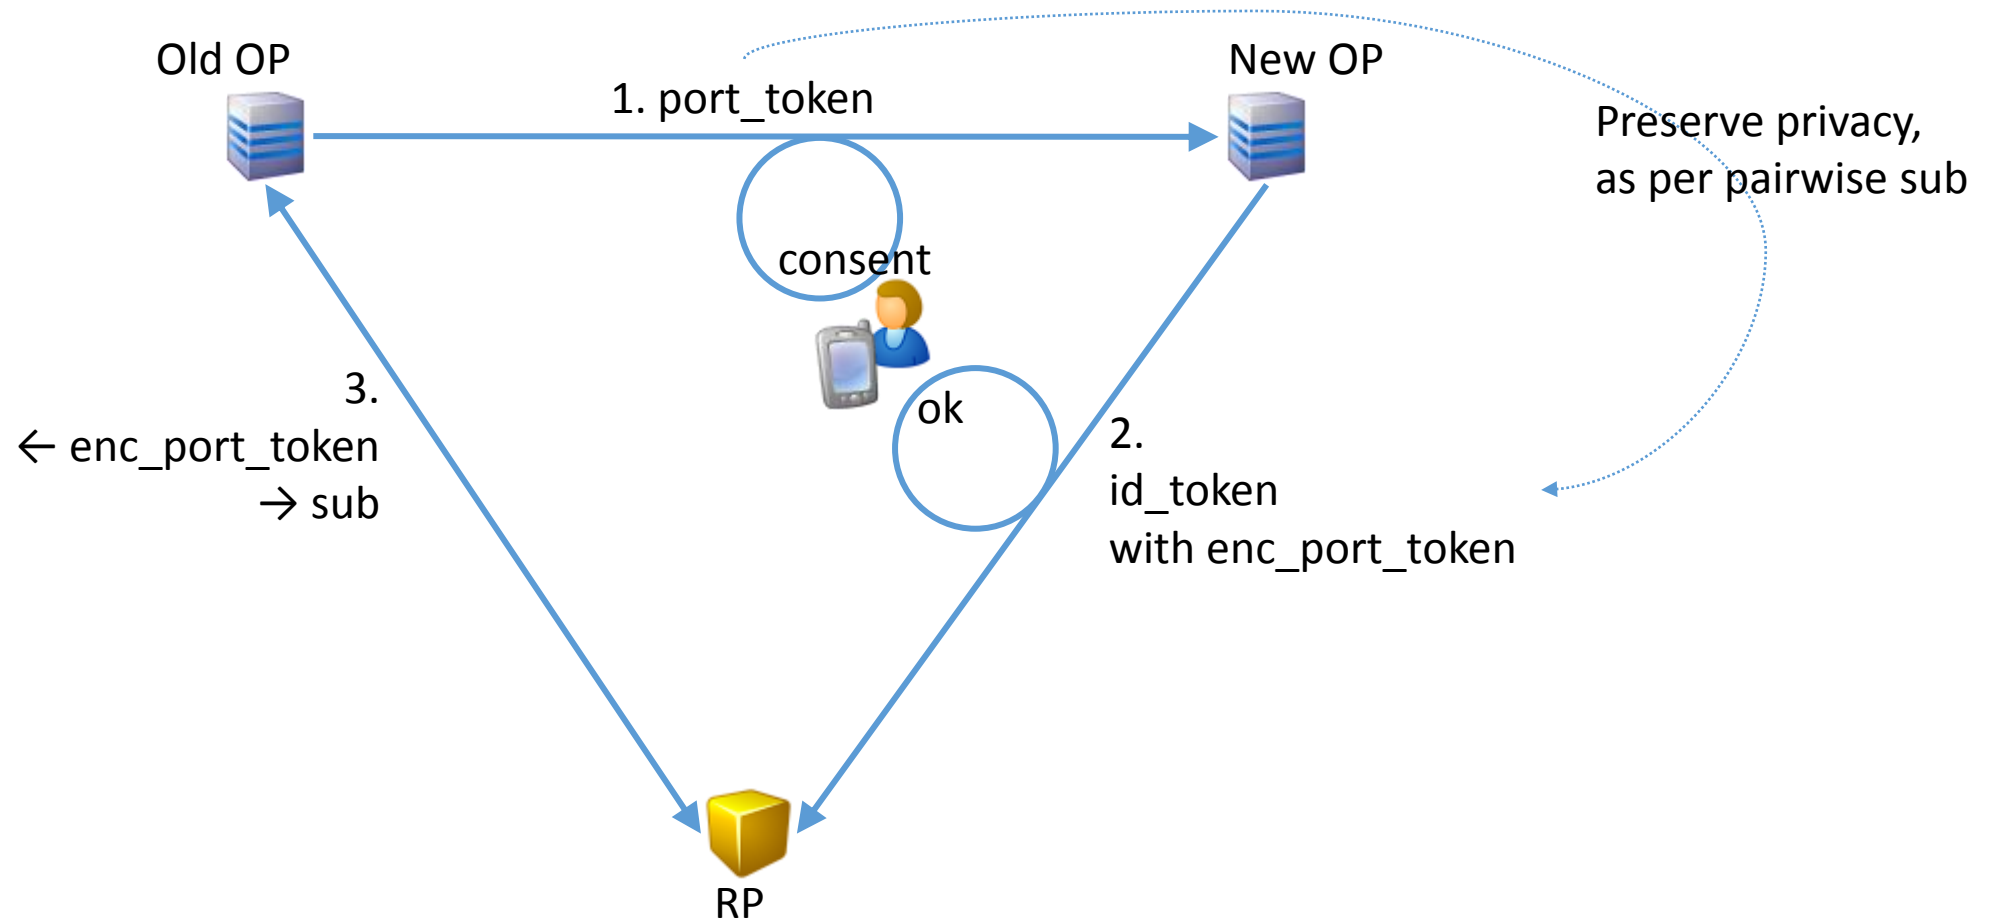 Old OP
New OP
1. port_token
Preserve privacy,
as per pairwise sub
consent
3.
← enc_port_token
→ sub
ok
2.
id_token
with enc_port_token
RP